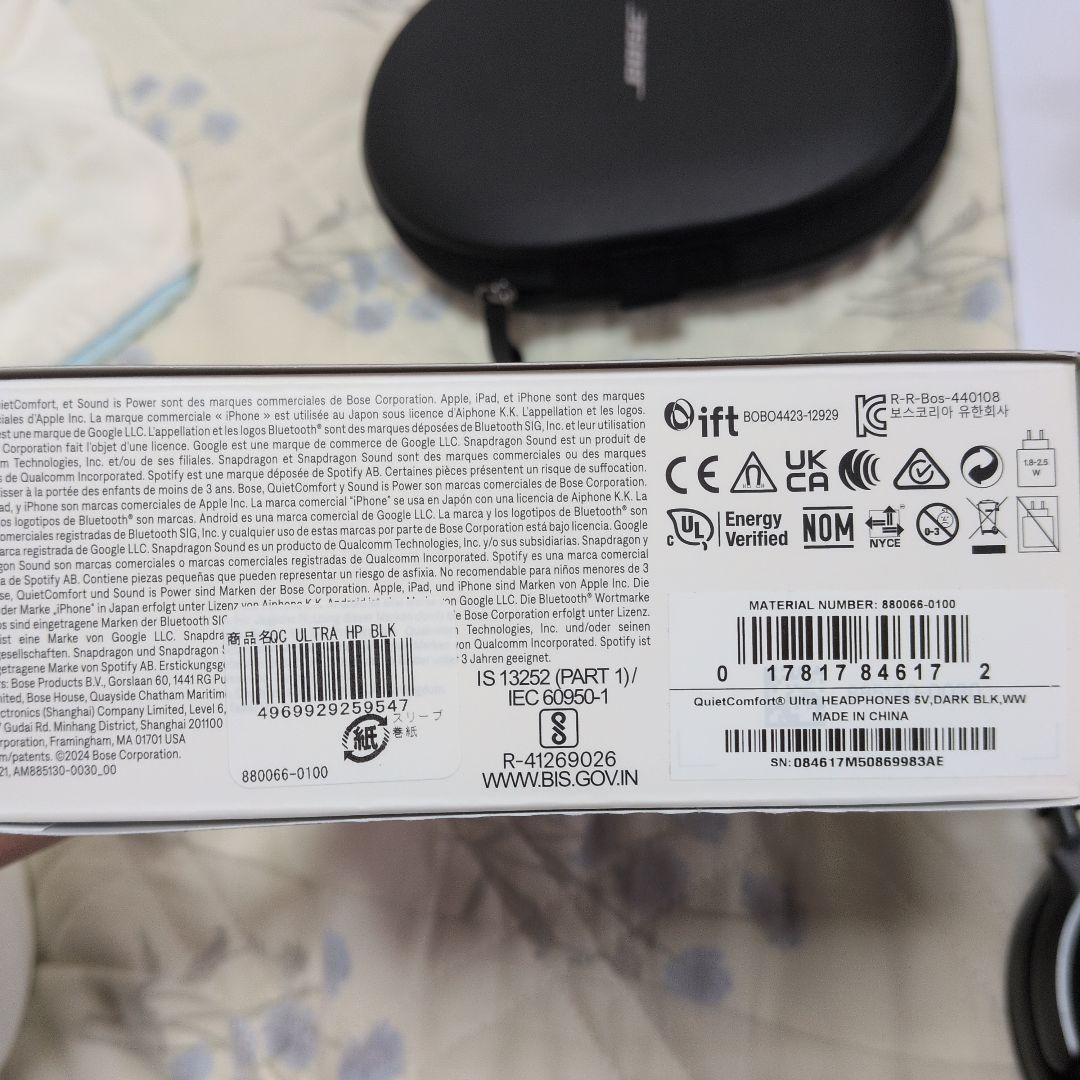 BOSE
uietComfort, et Sound is Power sont des marques commerciales de Bose Corporation. Apple, iPad, et iPhone sont des marques
ciales d'Apple Inc. La marque commerciale « iPhone » est utilisée au Japon sous licence d'Aiphone K.K. L'appellation et les logos.
est une marque de Google LLC. L'appellation et les logos Bluetooth® sont des marques déposées de Bluetooth SIG, Inc. et leur utilisation
Corporation fait l'objet d'une licence. Google est une marque de commerce de Google LLC. Snapdragon Sound est un produit de
m Technologies, Inc. et/ou de ses filiales. Snapdragon et Snapdragon Sound sont des marques commerciales ou des marques
s de Qualcomm Incorporated. Spotify est une marque déposée de Spotify AB. Certaines pièces présentent un risque de suffocation.
isser à la portée des enfants de moins de 3 ans. Bose, QuietComfort y Sound is Power son marcas comerciales de Bose Corporation.
ad, y iPhone son marcas comerciales de Apple Inc. La marca comercial "iPhone" se usa en Japón con una licencia de Aiphone K.K. La
los logotipos de Bluetooth® son marcas. Android es una marca comercial de Google LLC. La marca y los logotipos de Bluetooth® son
comerciales registradas de Bluetooth SIG, Inc. y cualquier uso de estas marcas por parte de Bose Corporation está bajo licencia. Google
arca registrada de Google LLC. Snapdragon Sound es un producto de Qualcomm Technologies, Inc. y/o sus subsidiarias. Snapdragon y
gon Sound son marcas comerciales o marcas comerciales registradas de Qualcomm Incorporated. Spotify es una marca comercial
a de Spotify AB. Contiene piezas pequeñas que pueden representar un riesgo de asfixia. No recomendable para niños menores de 3
se, QuietComfort und Sound is Power sind Marken der Bose Corporation. Apple, iPad, und iPhone sind Marken von Apple Inc. Die
der Marke „iPhone" in Japan erfolgt unter Lizenz von Aiphone K.K. Android ist eine Marke von Google LLC. Die Bluetooth® Wortmarke
os sind eingetragene Marken der Bluetooth SIG e Bose Corporation erfolgt unter Lizenz.
ist eine Marke von Google LLC. Snapdra Technologies, Inc. und/oder seinen
gesellschaften. Snapdragon und Snapdragon S von Qualcomm Incorporated. Spotify ist
getragene Marke von Spotify AB. Erstickungsge 3 Jahren geeignet.
s: Bose Products B.V., Gorslaan 60, 1441 RG Pu
mited, Bose House, Quayside Chatham Maritim
ctronics (Shanghai) Company Limited, Level 6,
Gudai Rd. Minhang District, Shanghai 201100
rporation, Framingham, MA 01701 USA
m/patents. ©2024 Bose Corporation.
21, AM885130-0030_00
商品名QC ULTRA HP BLK
4969929259547
紙
スリーブ
巻紙
880066-0100
IS 13252 (PART 1)/
IEC 60950-1
R-41269026
WWW.BIS.GOV.IN
ift BOBO4423-12929
R-R-Bos-440108
보스코리아 유한회사
CE
UK
CA
1.8-2.5
W
c UL Energy
Verified
NOM
NYCE
0-3
MATERIAL NUMBER: 880066-0100
0 17817 84617 2
QuietComfort® Ultra HEADPHONES 5V,DARK BLK,WW
MADE IN CHINA
SN: 084617M50869983AE